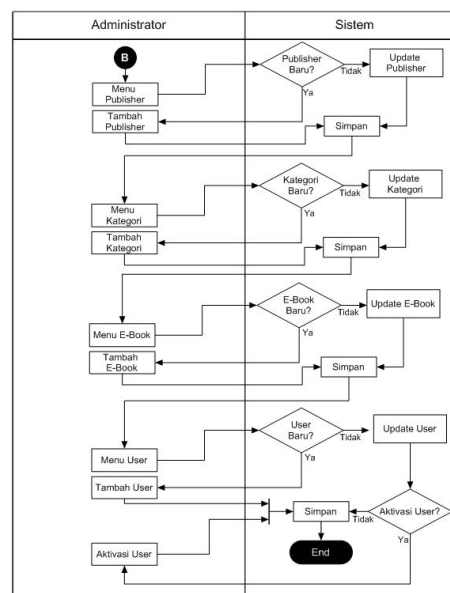 Administrator
Sistem
B
Menu
Publisher
Publisher
Baru?
Tidak
Update
Publisher
Ya
Tambah
Publisher
Simpan
Menu
Kategori
Kategori
Baru?
Tidak
Update
Kategori
Ya
Tambah
Kategori
Simpan
Menu E-Book
E-Book
Baru?
Tidak
Update E-Book
Ya
Tambah
E-Book
Simpan
Menu User
User
Baru?
Tidak
Update User
Ya
Tambah User
Simpan
Tidak
Aktivasi User?
Ya
Aktivasi User
End